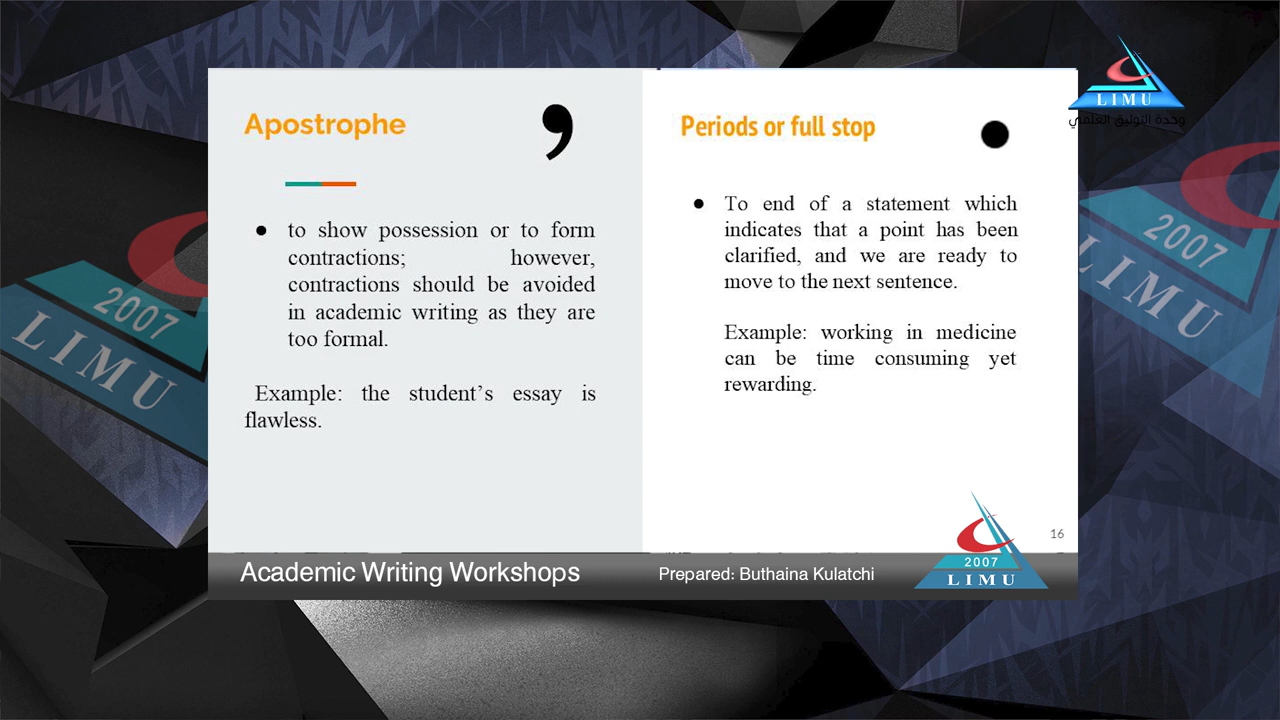 Apostrophe
to show possession or to form
contractions; however,
contractions should be avoided
in academic writing as they are
too formal.
Example: the student’s essay is
flawless.
Periods or full stop
● To end of a statement which
indicates that a point has been
clarified, and we are ready to
move to the next sentence.
Example: working in medicine
can be time consuming yet
rewarding.
16
Academic Writing Workshops
Prepared: Buthaina Kulatchi
2007
LIMU
LIMU
وحدة التوثيق العلمي
2007
LIMU
2007
LIMU